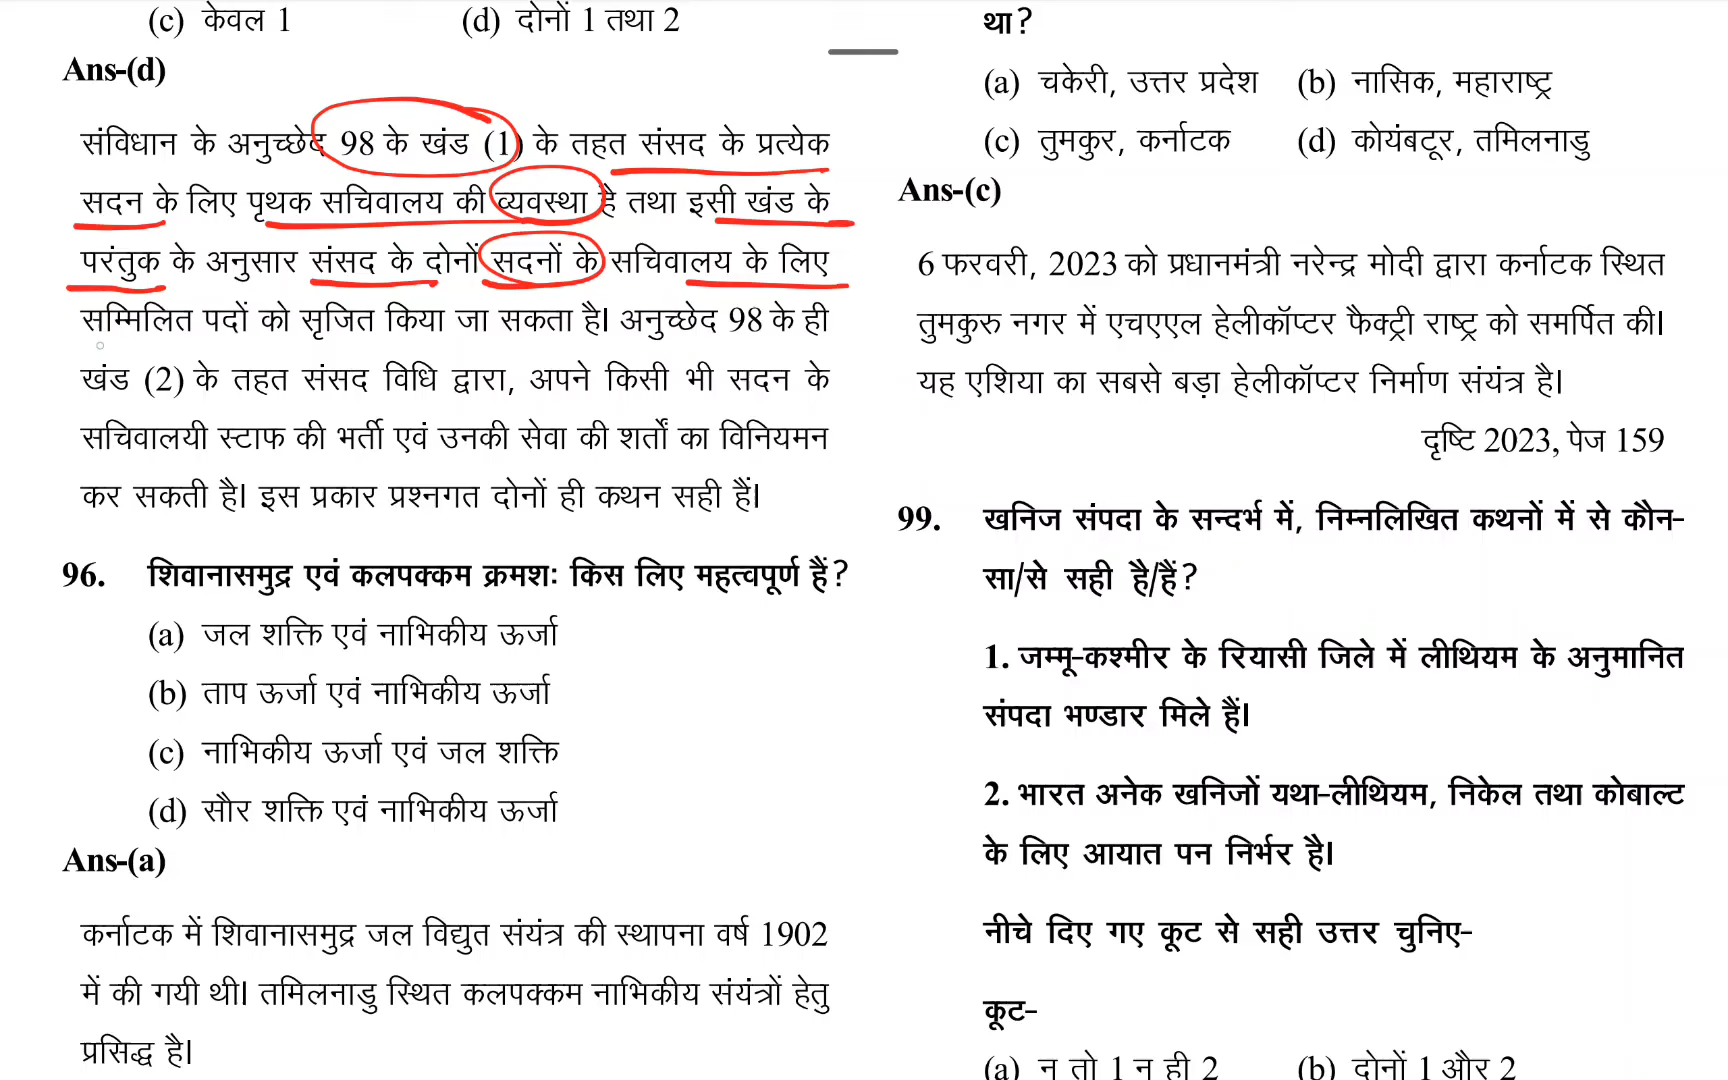 (c) केवल 1 (d) दोनों 1 तथा 2
Ans-(d)
संविधान के अनुच्छेद 98 के खंड (1) के तहत संसद के प्रत्येक
सदन के लिए पृथक सचिवालय की व्यवस्था है तथा इसी खंड के
परंतुक के अनुसार संसद के दोनों सदनों के सचिवालय के लिए
सम्मिलित पदों को सृजित किया जा सकता है। अनुच्छेद 98 के ही
खंड (2) के तहत संसद विधि द्वारा, अपने किसी भी सदन के
सचिवालयी स्टाफ की भर्ती एवं उनकी सेवा की शर्तों का विनियमन
कर सकती है। इस प्रकार प्रश्नगत दोनों ही कथन सही हैं।
96. शिवानासमुद्र एवं कलपक्कम क्रमशः किस लिए महत्वपूर्ण हैं?
(a) जल शक्ति एवं नाभिकीय ऊर्जा
(b) ताप ऊर्जा एवं नाभिकीय ऊर्जा
(c) नाभिकीय ऊर्जा एवं जल शक्ति
(d) सौर शक्ति एवं नाभिकीय ऊर्जा
Ans-(a)
कर्नाटक में शिवानासमुद्र जल विद्युत संयंत्र की स्थापना वर्ष 1902
में की गयी थी। तमिलनाडु स्थित कलपक्कम नाभिकीय संयंत्रों हेतु
प्रसिद्ध है।
था?
(a) चकेरी, उत्तर प्रदेश (b) नासिक, महाराष्ट्र
(c) तुमकुर, कर्नाटक (d) कोयंबटूर, तमिलनाडु
Ans-(c)
6 फरवरी, 2023 को प्रधानमंत्री नरेन्द्र मोदी द्वारा कर्नाटक स्थित
तुमकुरु नगर में एचएएल हेलीकॉप्टर फैक्ट्री राष्ट्र को समर्पित की।
यह एशिया का सबसे बड़ा हेलीकॉप्टर निर्माण संयंत्र है।
दृष्टि 2023, पेज 159
99. खनिज संपदा के सन्दर्भ में, निम्नलिखित कथनों में से कौन-
सा/से सही है/हैं?
1. जम्मू-कश्मीर के रियासी जिले में लीथियम के अनुमानित
संपदा भण्डार मिले हैं।
2. भारत अनेक खनिजों यथा-लीथियम, निकेल तथा कोबाल्ट
के लिए आयात पन निर्भर है।
नीचे दिए गए कूट से सही उत्तर चुनिए-
कूट-
(a) न तो 1 न ही 2 (b) दोनों 1 और 2